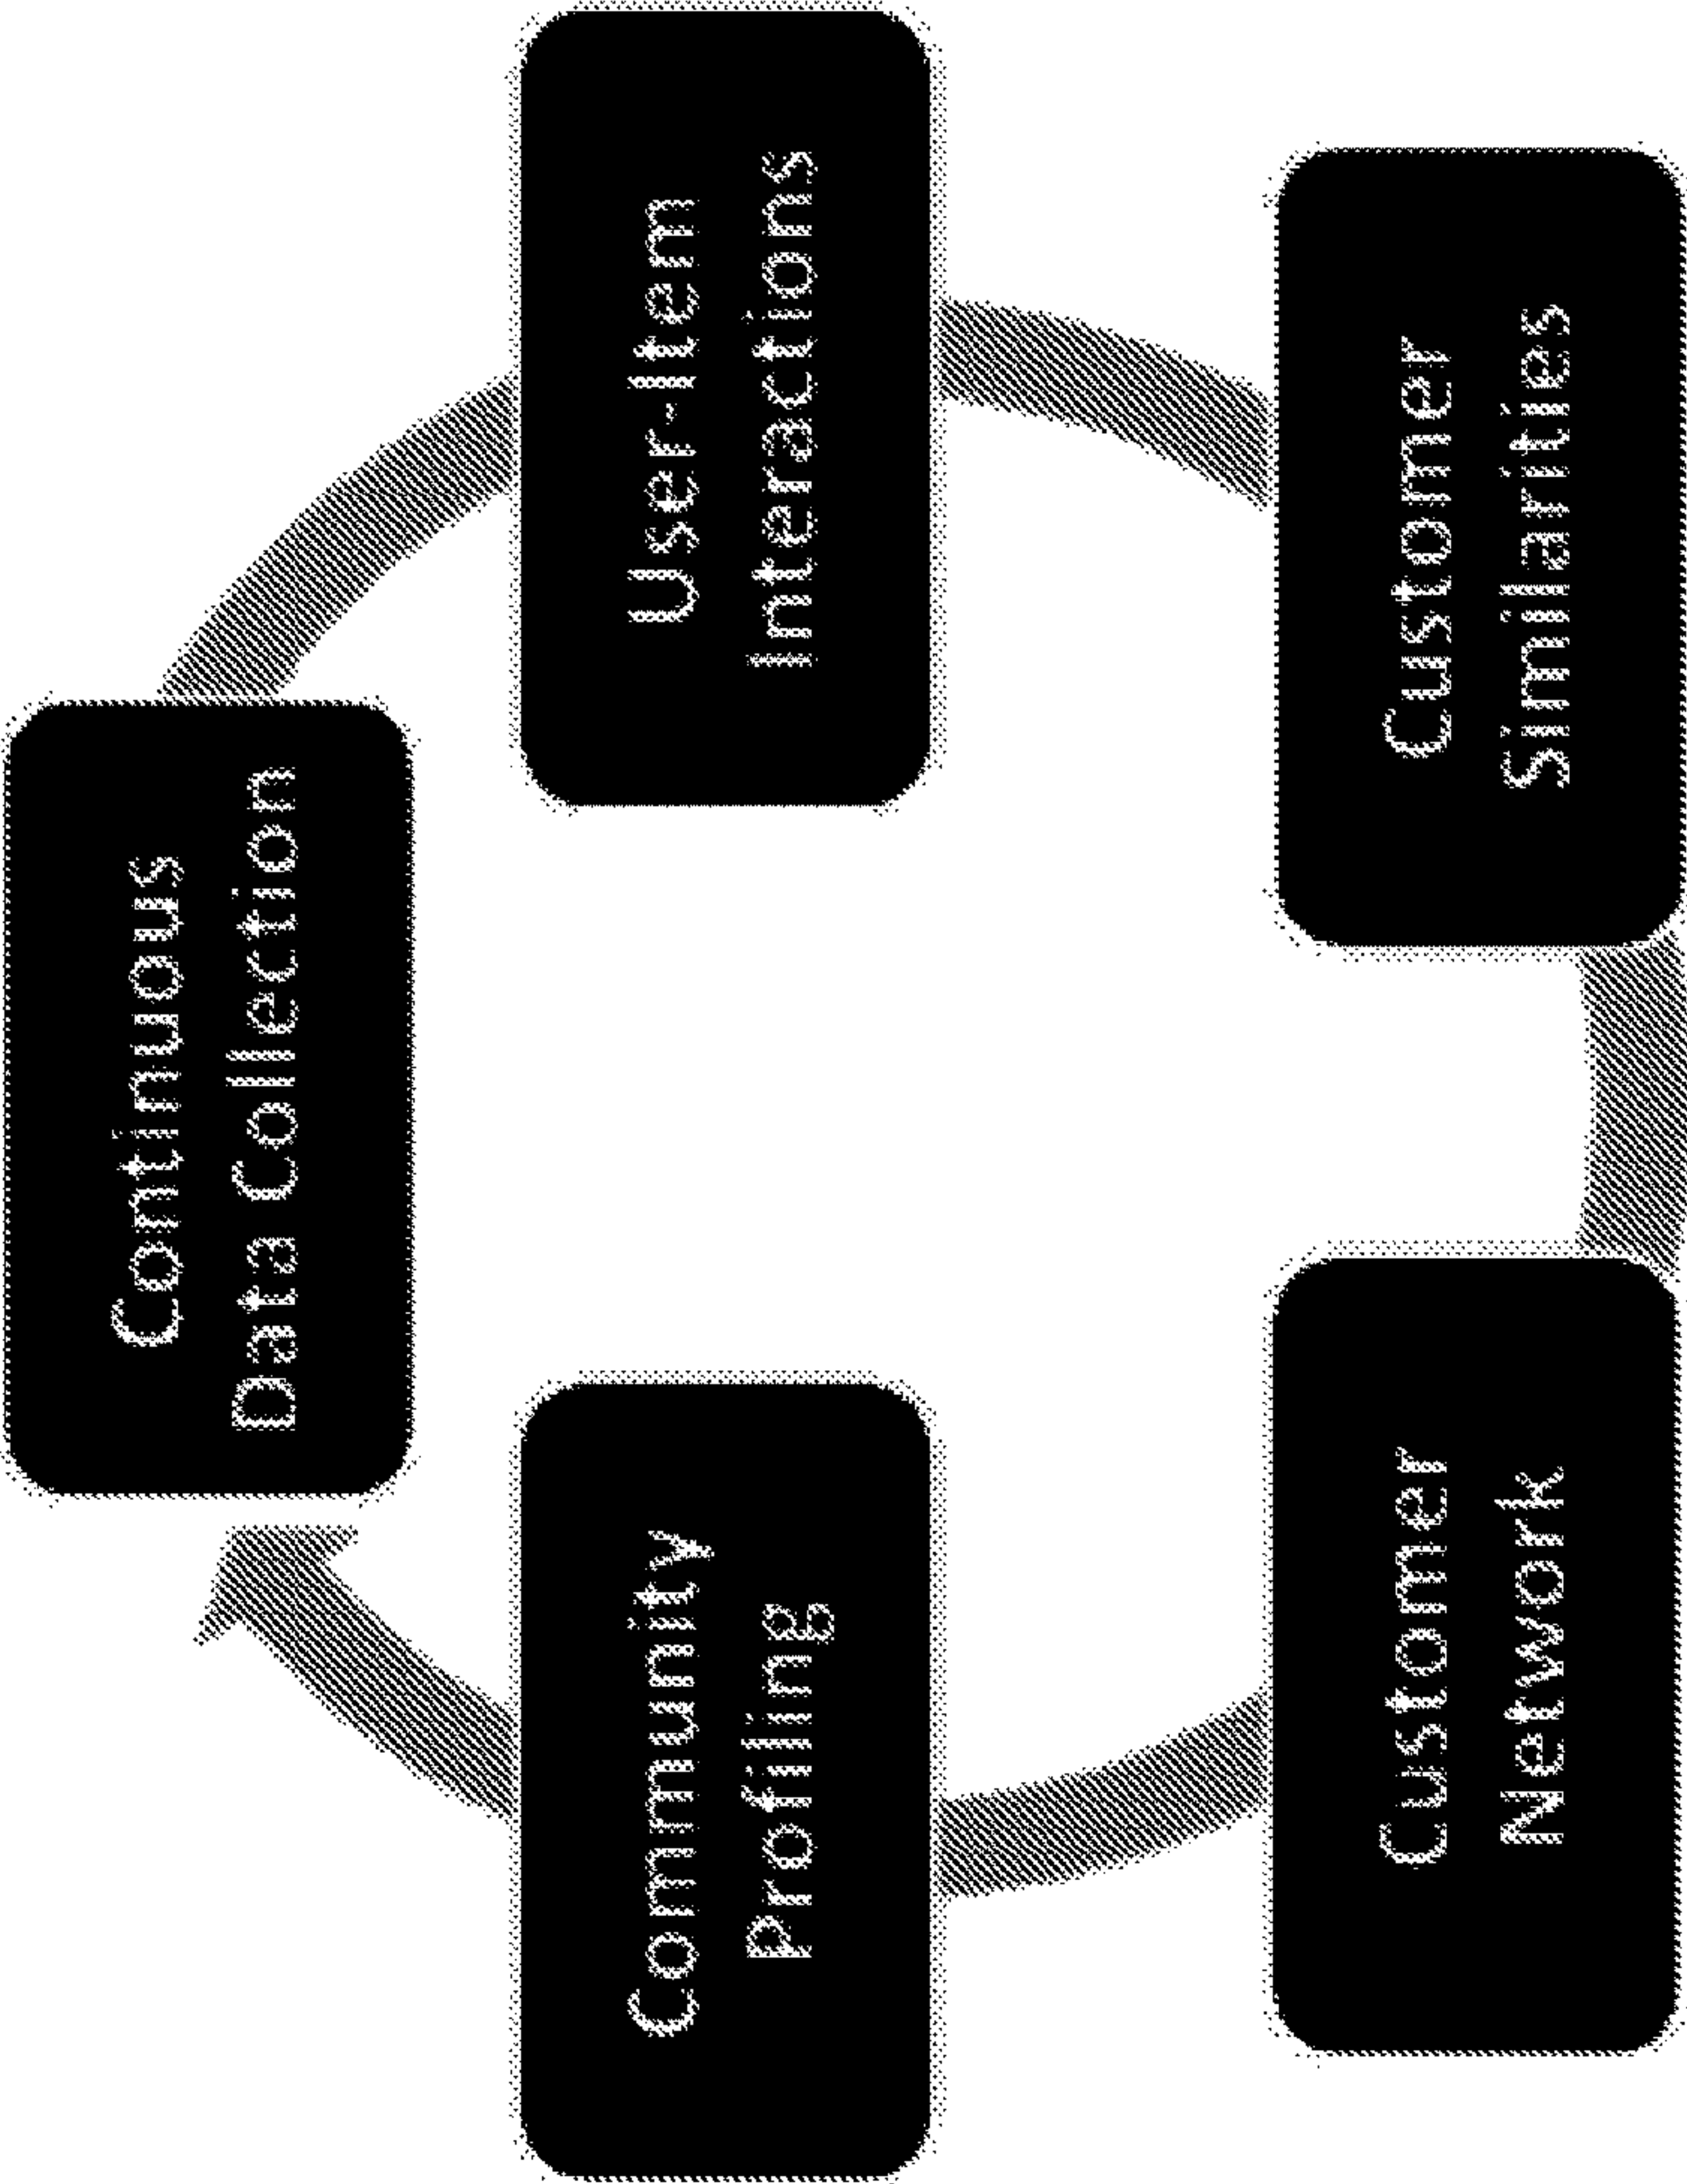 Continuous
Data Collection
User-Item
Interactions
Customer
Similarities
Customer
Network
Community
Profiling